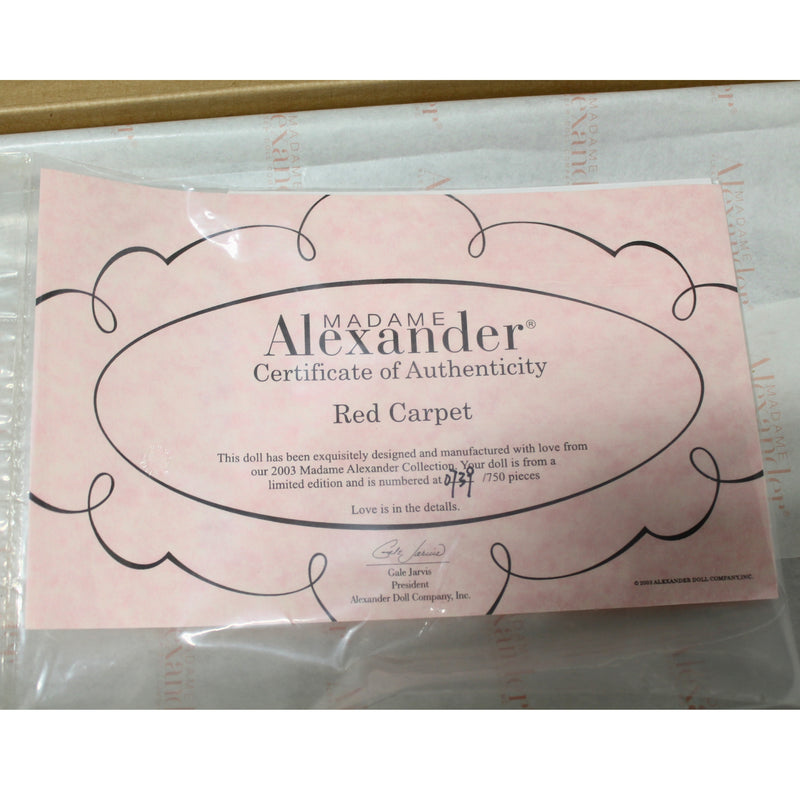 MADAME
Alexander®
Certificate of Authenticity
Red Carpet
This doll has been exquisitely designed and manufactured with love from
our 2003 Madame Alexander Collection. Your doll is from a
limited edition and is numbered at 0739 /750 pieces
Love is in the details.
Gale Jarvis
Gale Jarvis
President
Alexander Doll Company, Inc.
© 2003 ALEXANDER DOLL COMPANY, INC.